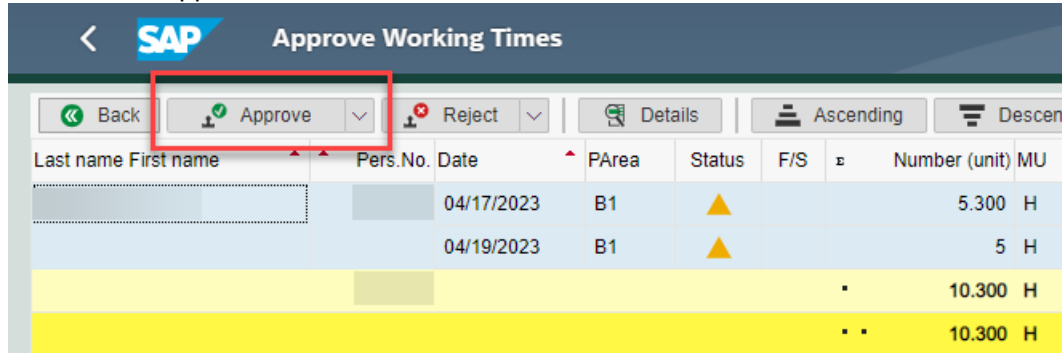 SAP Approve Working Times
Back Approve Reject Details Ascending
Last name First name Pers.No. Date PArea Status F/S Σ Number (unit) MU
04/17/2023 B1 5.300 H
04/19/2023 B1 5 H
10.300 H
10.300 H